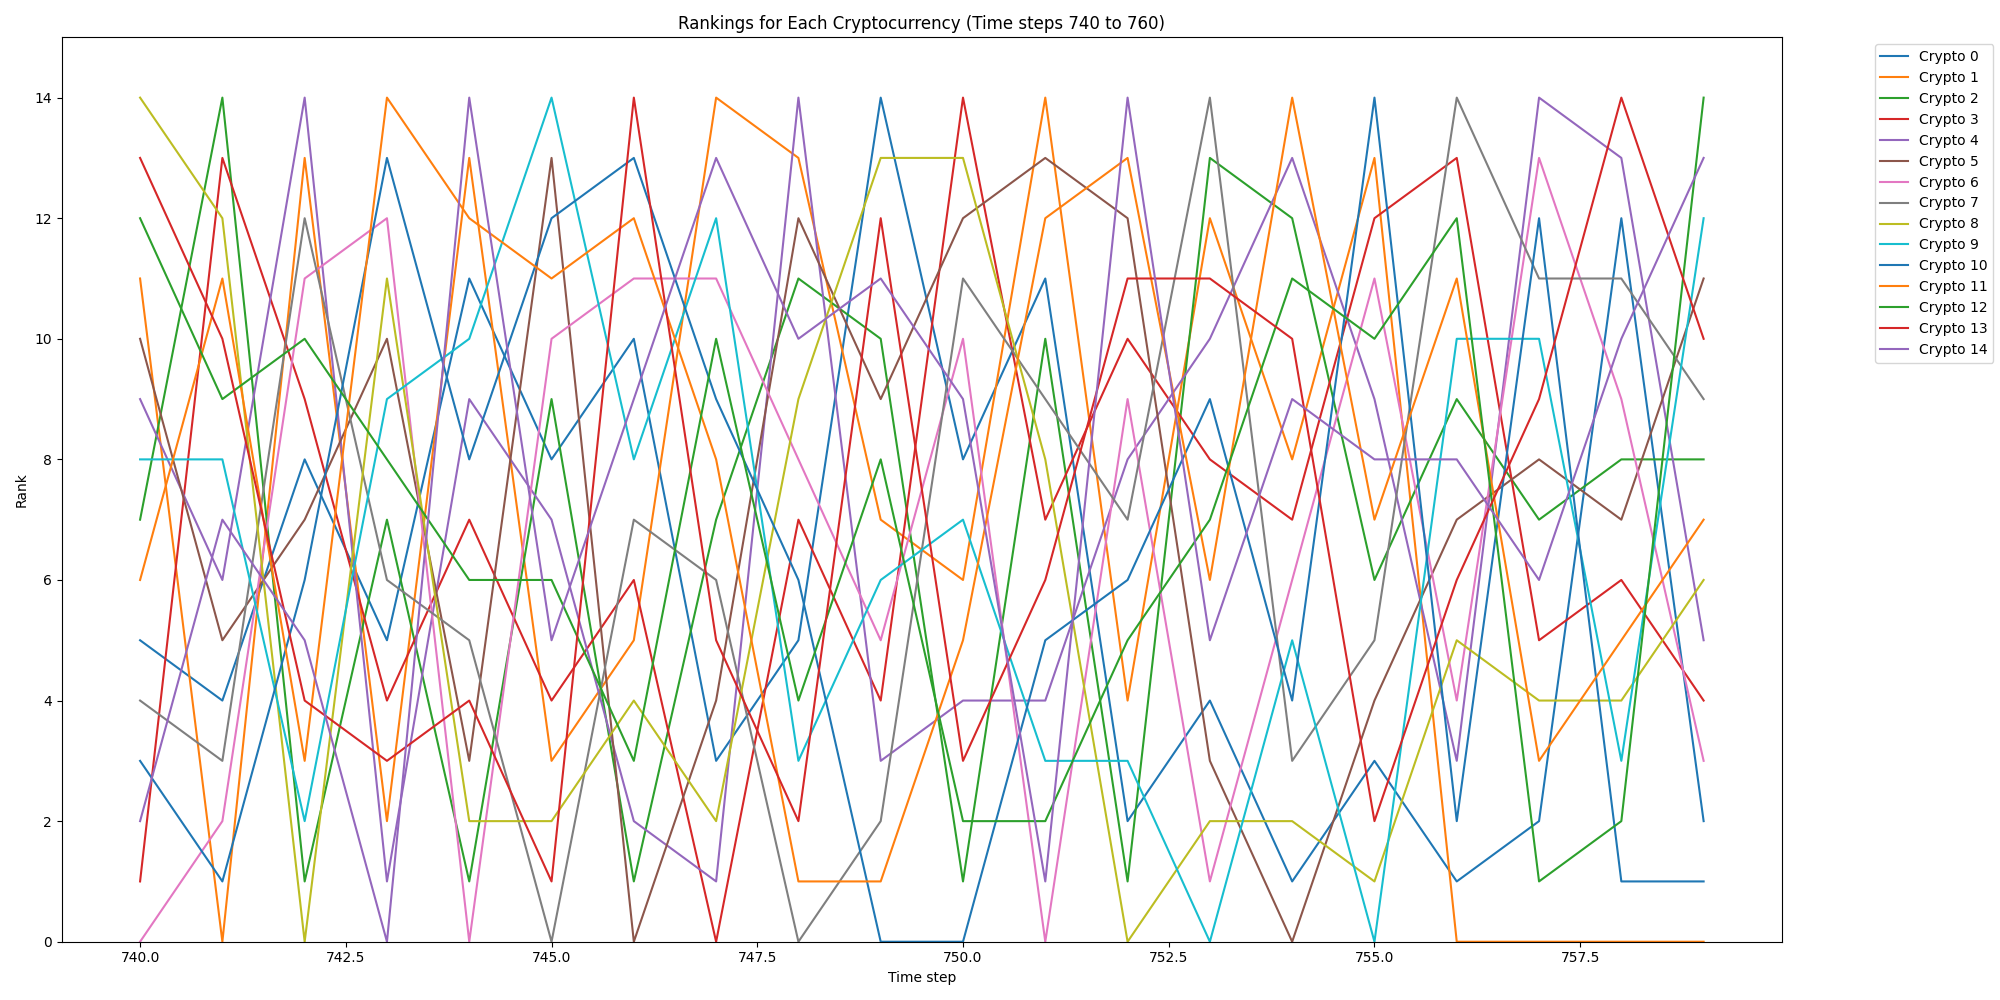 Rankings for Each Cryptocurrency (Time steps 740 to 760)
Rank
14
12
10
8
6
4
2
0
740.0 742.5 745.0 747.5 750.0 752.5 755.0 757.5
Time step
Crypto 0
Crypto 1
Crypto 2
Crypto 3
Crypto 4
Crypto 5
Crypto 6
Crypto 7
Crypto 8
Crypto 9
Crypto 10
Crypto 11
Crypto 12
Crypto 13
Crypto 14